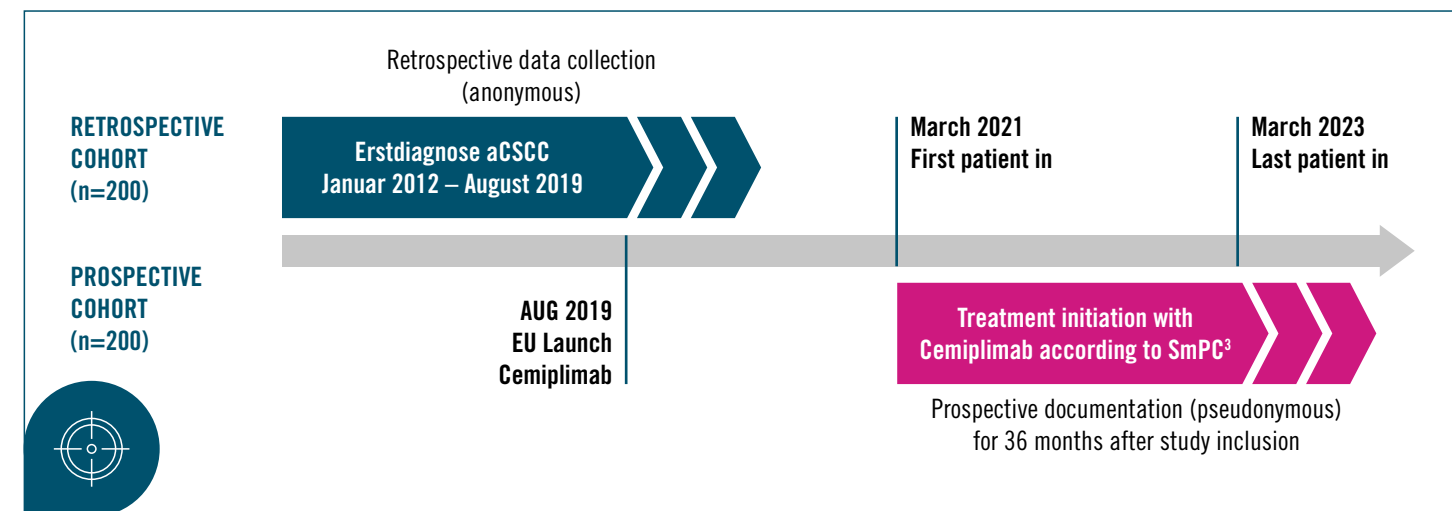 Retrospective data collection
(anonymous)
RETROSPECTIVE
COHORT
(n=200)
Erstdiagnose aCSCC
Januar 2012 – August 2019
March 2021
First patient in
March 2023
Last patient in
PROSPECTIVE
COHORT
(n=200)
AUG 2019
EU Launch
Cemiplimab
Treatment initiation with
Cemiplimab according to SmPC³
Prospective documentation (pseudonymous)
for 36 months after study inclusion